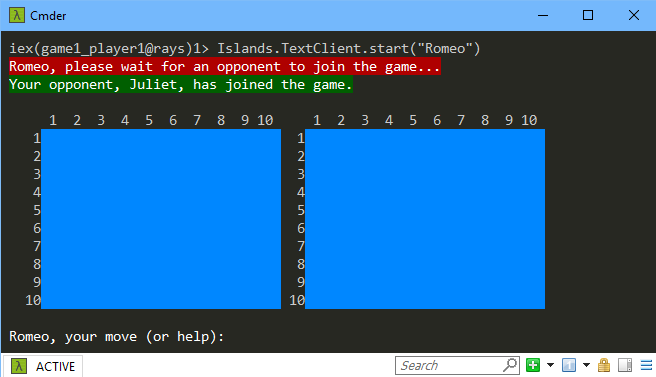 Cmder
iex(game1_player1@rays)1> Islands.TextClient.start("Romeo")
Romeo, please wait for an opponent to join the game...
Your opponent, Juliet, has joined the game.
1 2 3 4 5 6 7 8 9 10 1 2 3 4 5 6 7 8 9 10
1 1
2 2
3 3
4 4
5 5
6 6
7 7
8 8
9 9
10 10
Romeo, your move (or help):
λ ACTIVE Search 1